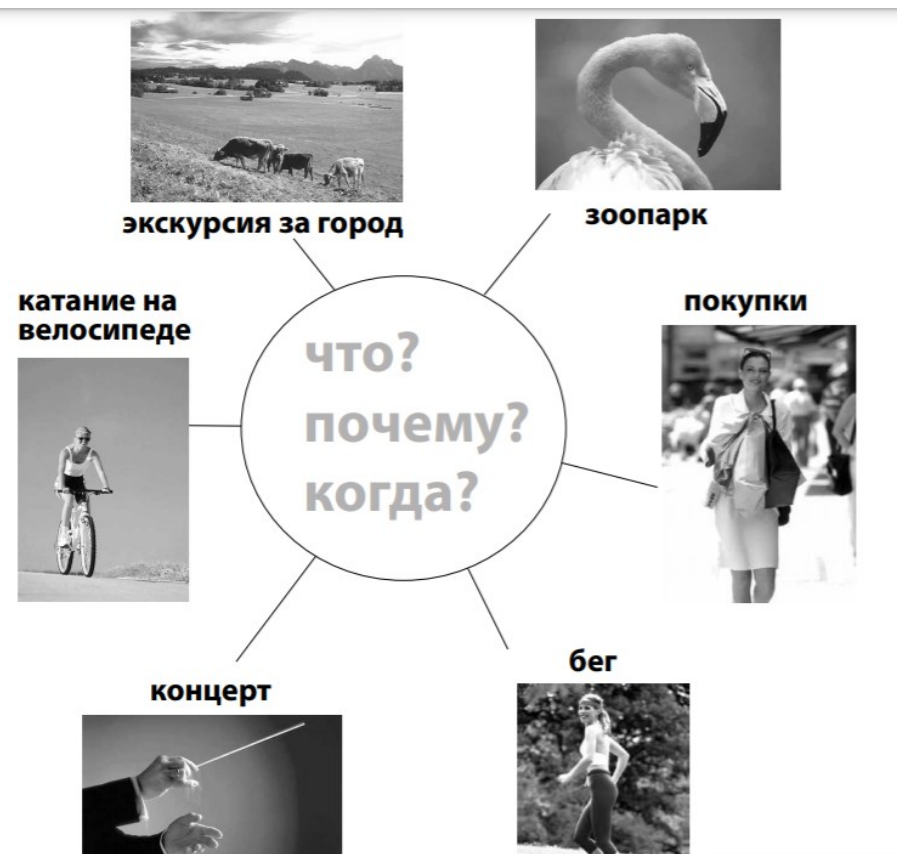 экскурсия за город
зоопарк
катание на
велосипеде
покупки
что?
почему?
когда?
бег
концерт